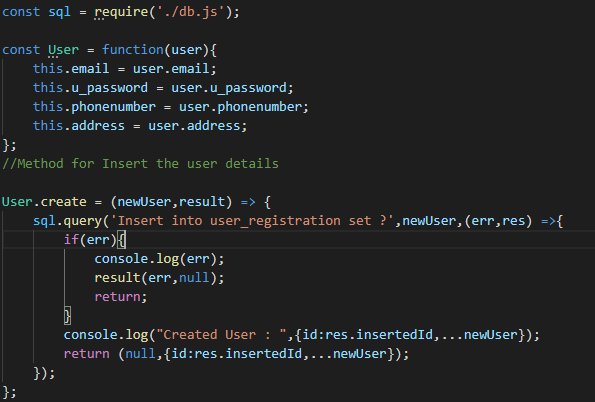 const sql = require('./db.js');
const User = function(user){
this.email = user.email;
this.u_password = user.u_password;
this.phonenumber = user.phonenumber;
this.address = user.address;
};
//Method for Insert the user details
User.create = (newUser,result) => {
sql.query('Insert into user_registration set ?',newUser,(err,res) =>{
if(err){
console.log(err);
result(err,null);
return;
}
console.log("Created User : ",{id:res.insertedId,...newUser});
return (null,{id:res.insertedId,...newUser});
});
};